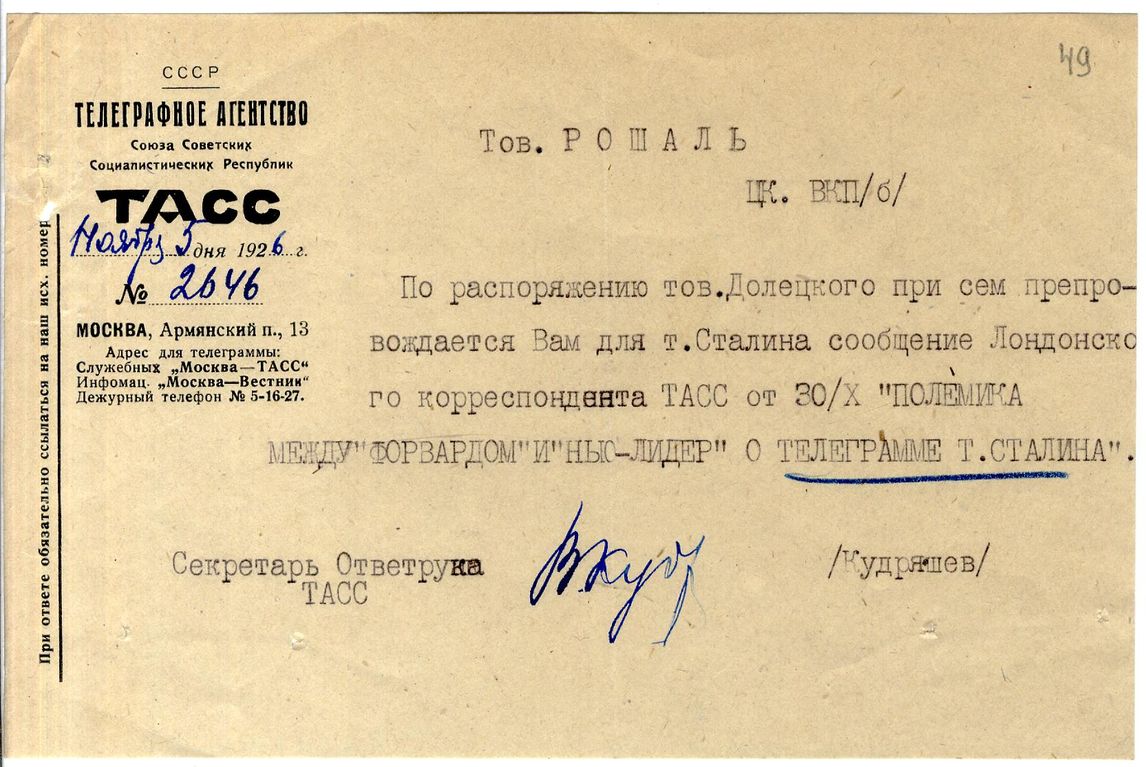 49
СССР
ТЕЛЕГРАФНОЕ АГЕНТСТВО
Союза Советских
Социалистических Республик
ТАСС
Ноября 5 дня 1926 г.
№ 2646
МОСКВА, Армянский п., 13
Адрес для телеграммы:
Служебных „Москва—ТАСС“
Инфомац. „Москва—Вестник“
Дежурный телефон № 5-16-27.
При ответе обязательно ссылаться на наш исх. номер
Тов. РОШАЛЬ
ЦК. ВКП/б/
По распоряжению тов.Долецкого при сем препро-
вождается Вам для т.Сталина сообщение Лондонско
го корреспондента ТАСС от 30/X "ПОЛЕМИКА
МЕЖДУ"ФОРВАРДОМ"И"НЬЮ-ЛИДЕР" О ТЕЛЕГРАММЕ Т.СТАЛИНА".
Секретарь Ответрука
ТАСС
В.Куд
/Кудряшев/